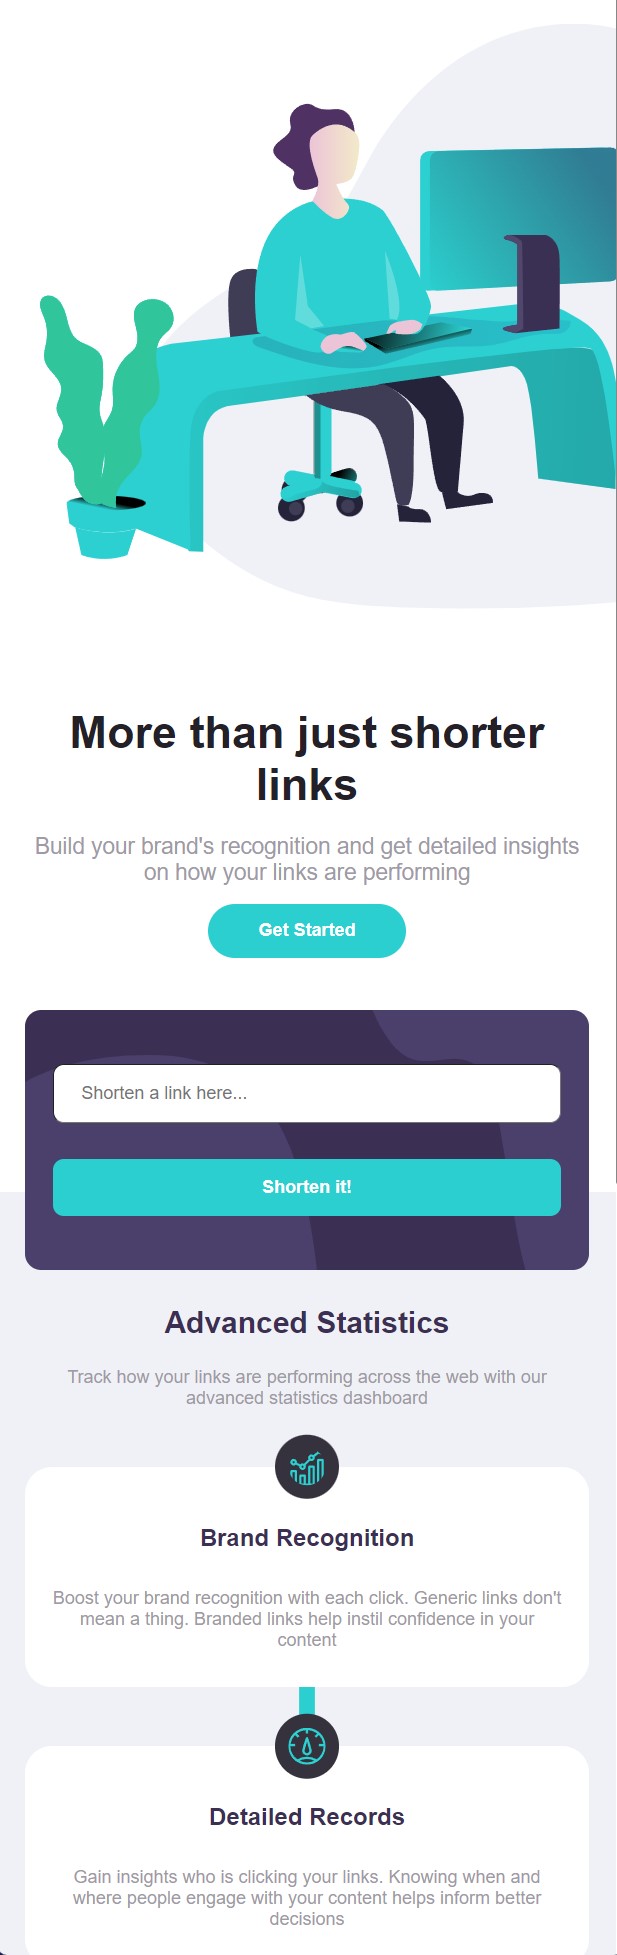 More than just shorter
links
Build your brand's recognition and get detailed insights
on how your links are performing
Get Started
Shorten a link here...
Shorten it!
Advanced Statistics
Track how your links are performing across the web with our
advanced statistics dashboard
Brand Recognition
Boost your brand recognition with each click. Generic links don't
mean a thing. Branded links help instil confidence in your
content
Detailed Records
Gain insights who is clicking your links. Knowing when and
where people engage with your content helps inform better
decisions